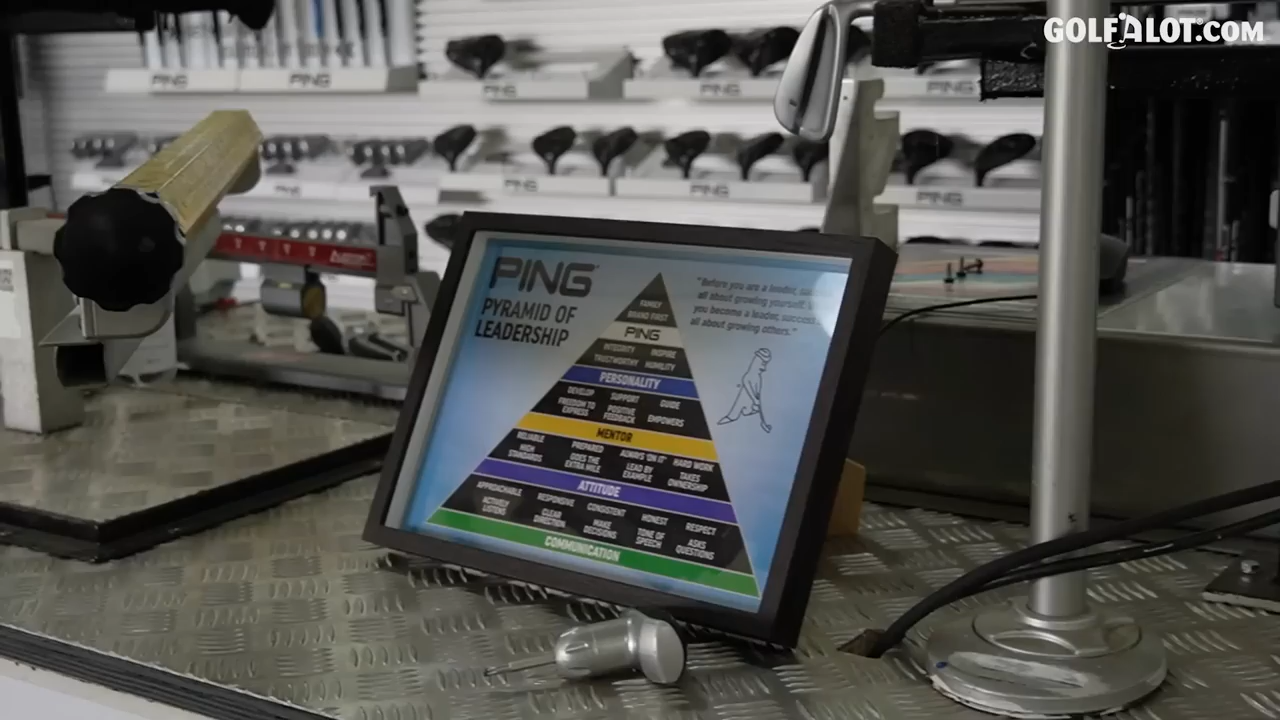 GOLFALOT.COM
PING
PING
PING
PING
PING
PING
PING
PING
PING
PYRAMID OF
LEADERSHIP
"Before you are a leader,
all about growing yourself.
you become a leader, success
all about growing others."
FAMILY
BRAND FIRST
PING
INTEGRITY INSPIRE
TRUSTWORTHY HUMILITY
PERSONALITY
DEVELOP SUPPORT GUIDE
FREEDOM TO EXPRESS POSITIVE FEEDBACK EMPOWERS
MENTOR
RELIABLE PREPARED ALWAYS 'ON IT' HARD WORK
HIGH STANDARDS GOES THE EXTRA MILE LEAD BY EXAMPLE TAKES OWNERSHIP
ATTITUDE
APPROACHABLE RESPONSIVE CONSISTENT HONEST RESPECT
ACTIVELY LISTENS CLEAR DIRECTION MAKE DECISIONS TONE OF SPEECH ASKS QUESTIONS
COMMUNICATION